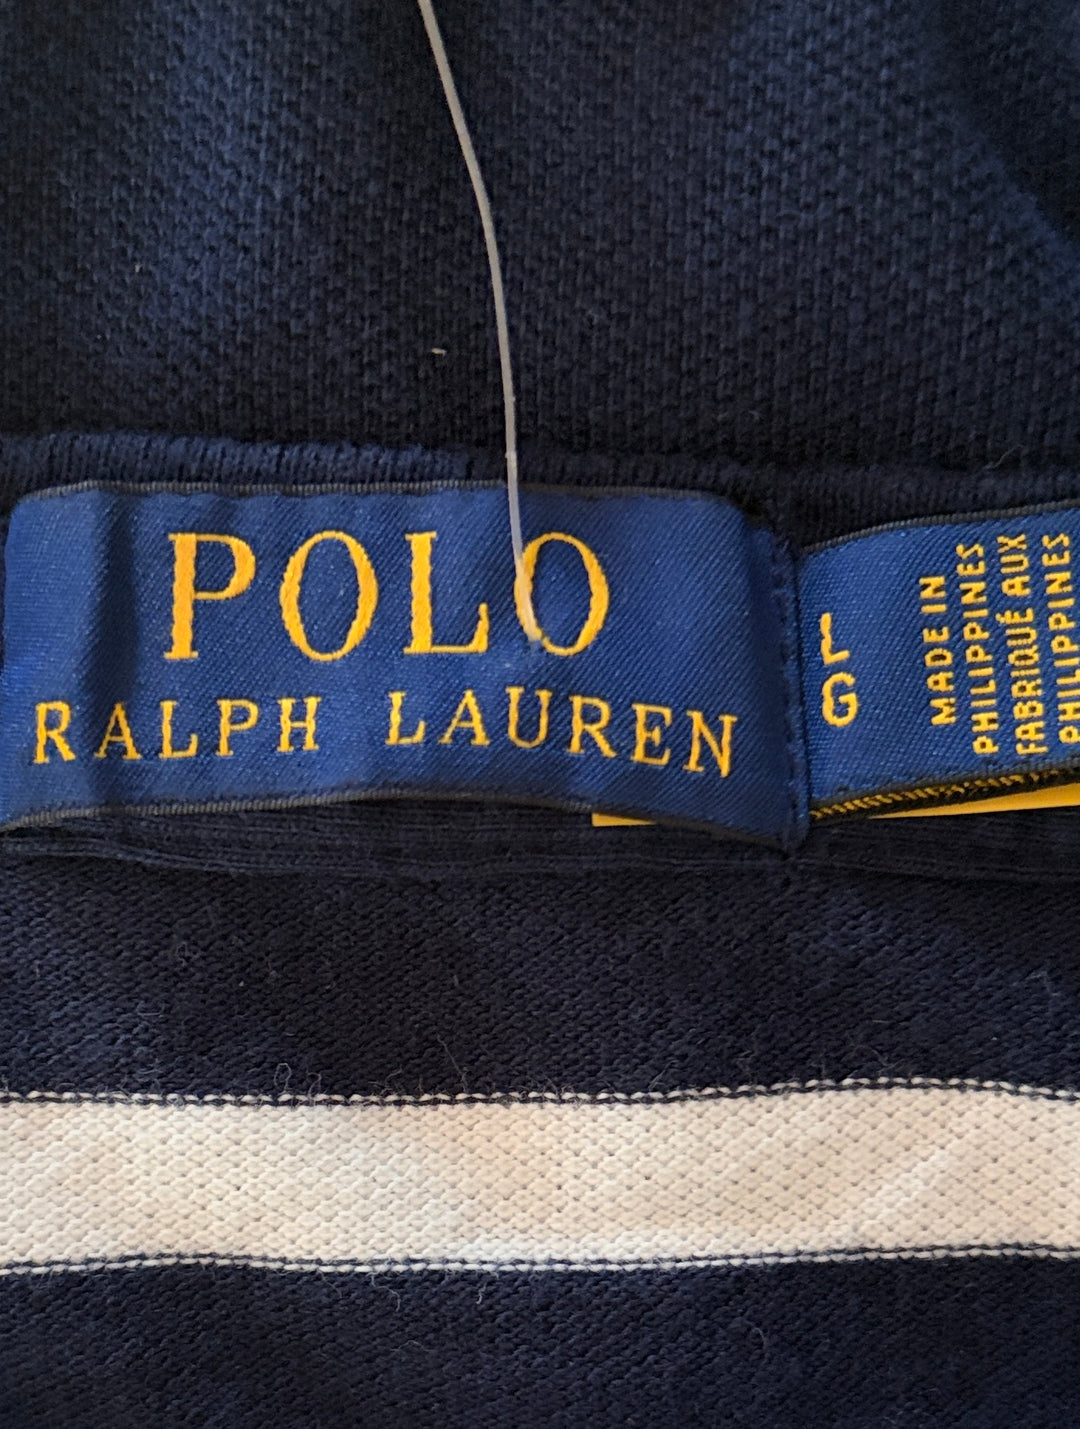 POLO
RALPH LAUREN
L
G
MADE IN
PHILIPPINES
FABRIQUÉ AUX
PHILIPPINES